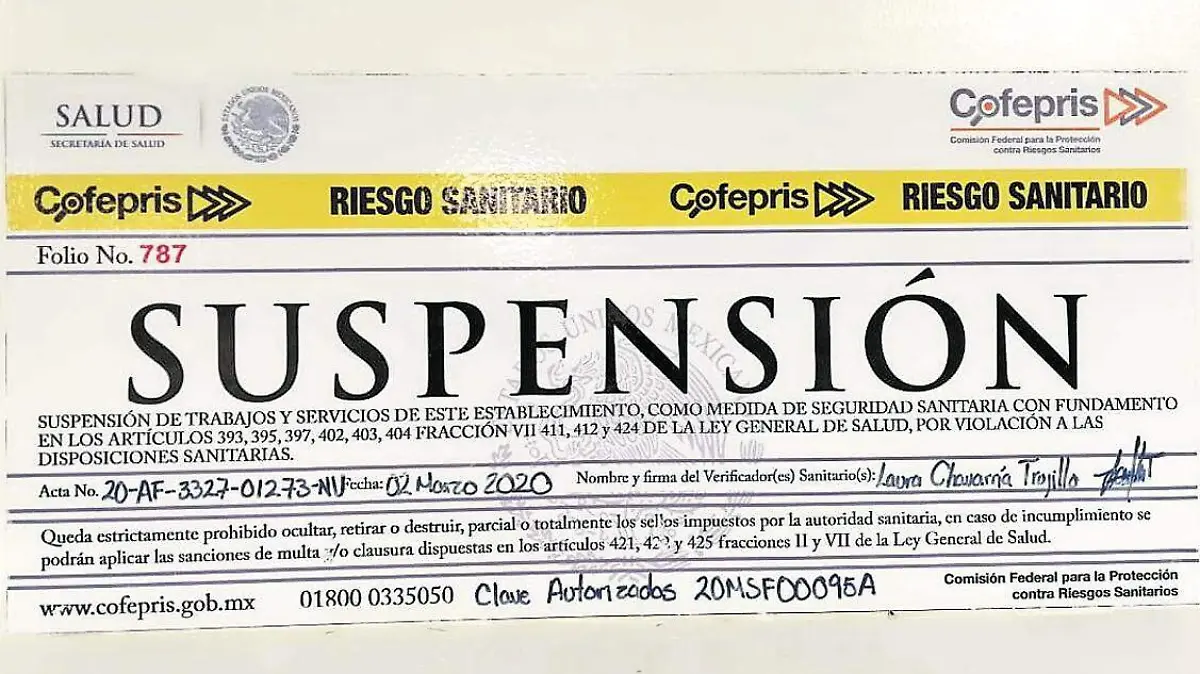 SALUD
SECRETARÍA DE SALUD
ESTADOS UNIDOS MEXICANOS
Cofepris
Comisión Federal para la Protección
contra Riesgos Sanitarios
Cofepris RIESGO SANITARIO Cofepris RIESGO SANITARIO
Folio No. 787
SUSPENSIÓN
SUSPENSIÓN DE TRABAJOS Y SERVICIOS DE ESTE ESTABLECIMIENTO, COMO MEDIDA DE SEGURIDAD SANITARIA CON FUNDAMENTO
EN LOS ARTÍCULOS 393, 395, 397, 402, 403, 404 FRACCIÓN VII 411, 412 y 424 DE LA LEY GENERAL DE SALUD, POR VIOLACIÓN A LAS
DISPOSICIONES SANITARIAS.
Acta No. 20-AF-3327-01273-NV Fecha: 02 Marzo 2020 Nombre y firma del Verificador(es) Sanitario(s): Laura Chavarría Trujillo
Queda estrictamente prohibido ocultar, retirar o destruir, parcial o totalmente los sellos impuestos por la autoridad sanitaria, en caso de incumplimiento se
podrán aplicar las sanciones de multa y/o clausura dispuestas en los artículos 421, y 425 fracciones II y VII de la Ley General de Salud.
www.cofepris.gob.mx 01800 0335050 Clave Autorizados 20MSF00095A
Comisión Federal para la Protección
contra Riesgos Sanitarios